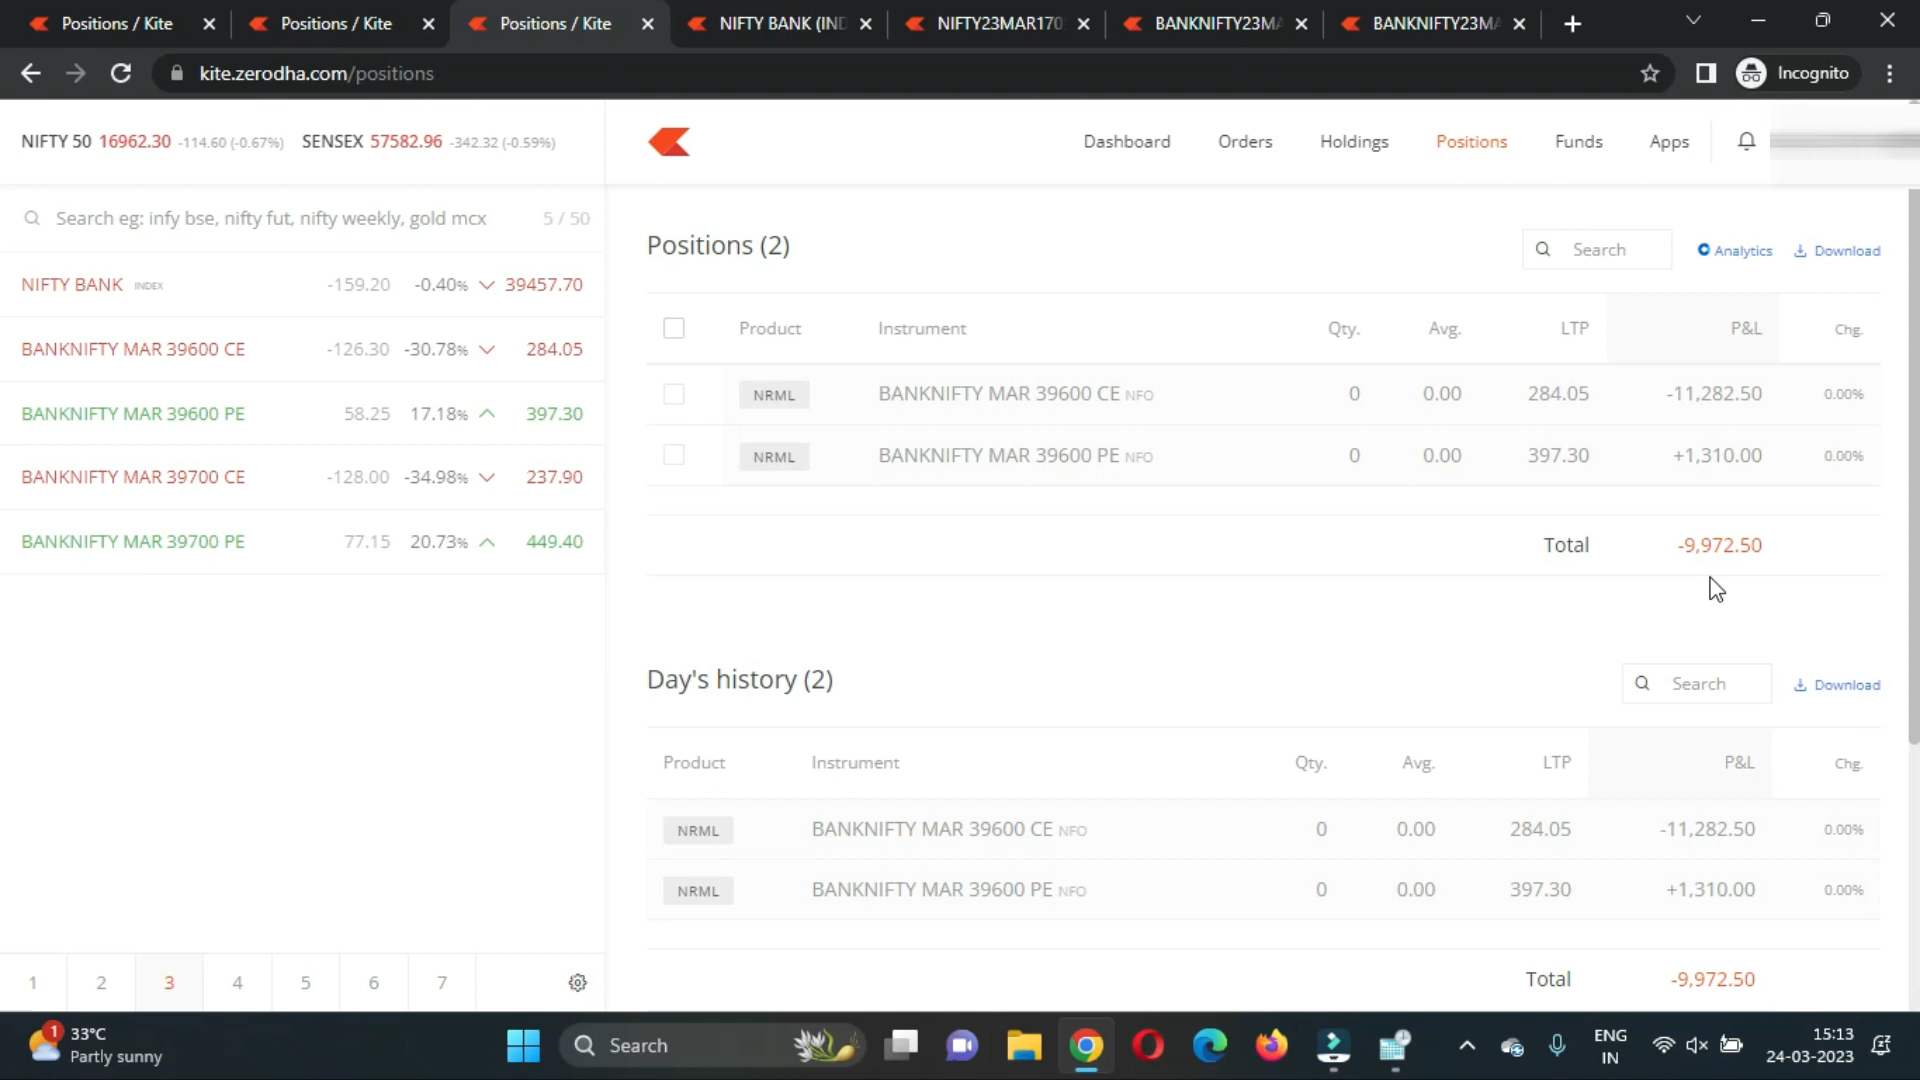 Positions / Kite
Positions / Kite
Positions / Kite
NIFTY BANK (IND
NIFTY23MAR170
BANKNIFTY23MA
BANKNIFTY23MA
kite.zerodha.com/positions
Incognito
NIFTY 50 16962.30 -114.60 (-0.67%) SENSEX 57582.96 -342.32 (-0.59%)
Dashboard Orders Holdings Positions Funds Apps
Search eg: infy bse, nifty fut, nifty weekly, gold mcx 5 / 50
NIFTY BANK INDEX -159.20 -0.40% 39457.70
BANKNIFTY MAR 39600 CE -126.30 -30.78% 284.05
BANKNIFTY MAR 39600 PE 58.25 17.18% 397.30
BANKNIFTY MAR 39700 CE -128.00 -34.98% 237.90
BANKNIFTY MAR 39700 PE 77.15 20.73% 449.40
1 2 3 4 5 6 7
Positions (2) Search Analytics Download
Product Instrument Qty. Avg. LTP P&L Chg.
NRML BANKNIFTY MAR 39600 CE NFO 0 0.00 284.05 -11,282.50 0.00%
NRML BANKNIFTY MAR 39600 PE NFO 0 0.00 397.30 +1,310.00 0.00%
Total -9,972.50
Day's history (2) Search Download
Product Instrument Qty. Avg. LTP P&L Chg.
NRML BANKNIFTY MAR 39600 CE NFO 0 0.00 284.05 -11,282.50 0.00%
NRML BANKNIFTY MAR 39600 PE NFO 0 0.00 397.30 +1,310.00 0.00%
Total -9,972.50
1 33°C
Partly sunny
Search
ENG
IN
15:13
24-03-2023